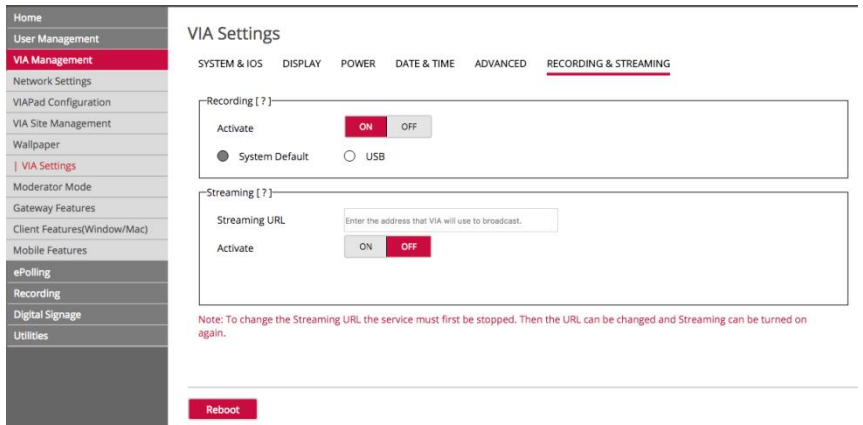 Home
User Management
VIA Management
Network Settings
VIAPad Configuration
VIA Site Management
Wallpaper
| VIA Settings
Moderator Mode
Gateway Features
Client Features(Window/Mac)
Mobile Features
ePolling
Recording
Digital Signage
Utilities
VIA Settings
SYSTEM & IOS DISPLAY POWER DATE & TIME ADVANCED RECORDING & STREAMING
Recording [ ? ]
Activate ON OFF
System Default USB
Streaming [ ? ]
Streaming URL Enter the address that VIA will use to broadcast.
Activate ON OFF
Note: To change the Streaming URL the service must first be stopped. Then the URL can be changed and Streaming can be turned on
again.
Reboot